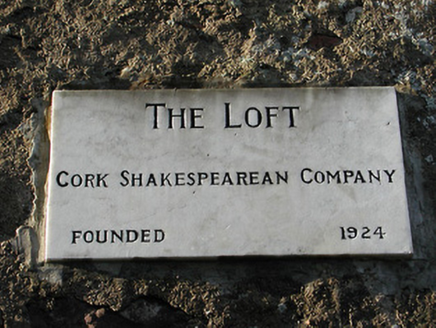 THE LOFT
CORK SHAKESPEAREAN COMPANY
FOUNDED 1924